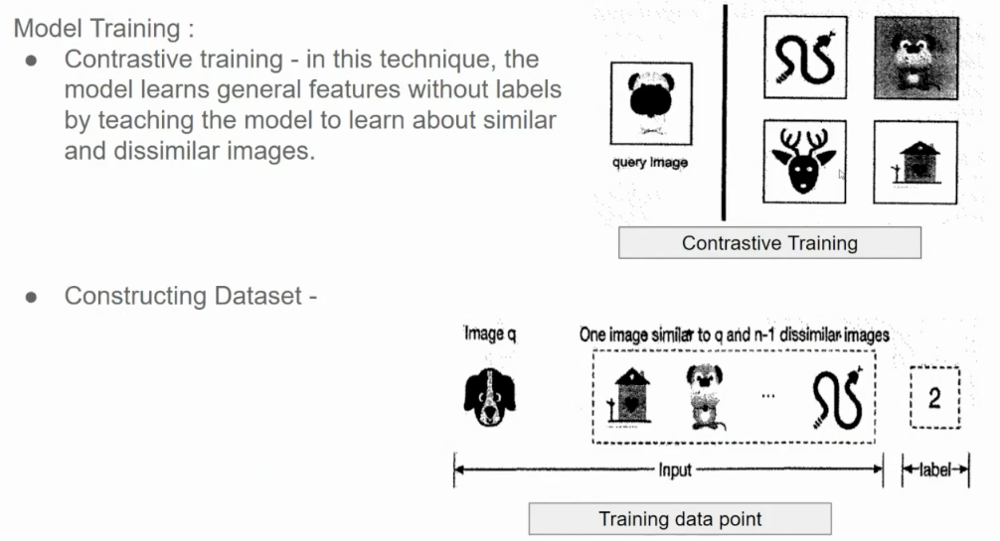 Model Training :
● Contrastive training - in this technique, the
model learns general features without labels
by teaching the model to learn about similar
and dissimilar images.
query image
Contrastive Training
● Constructing Dataset -
Image q
One image similar to q and n-1 dissimilar images
...
2
Input
label
Training data point